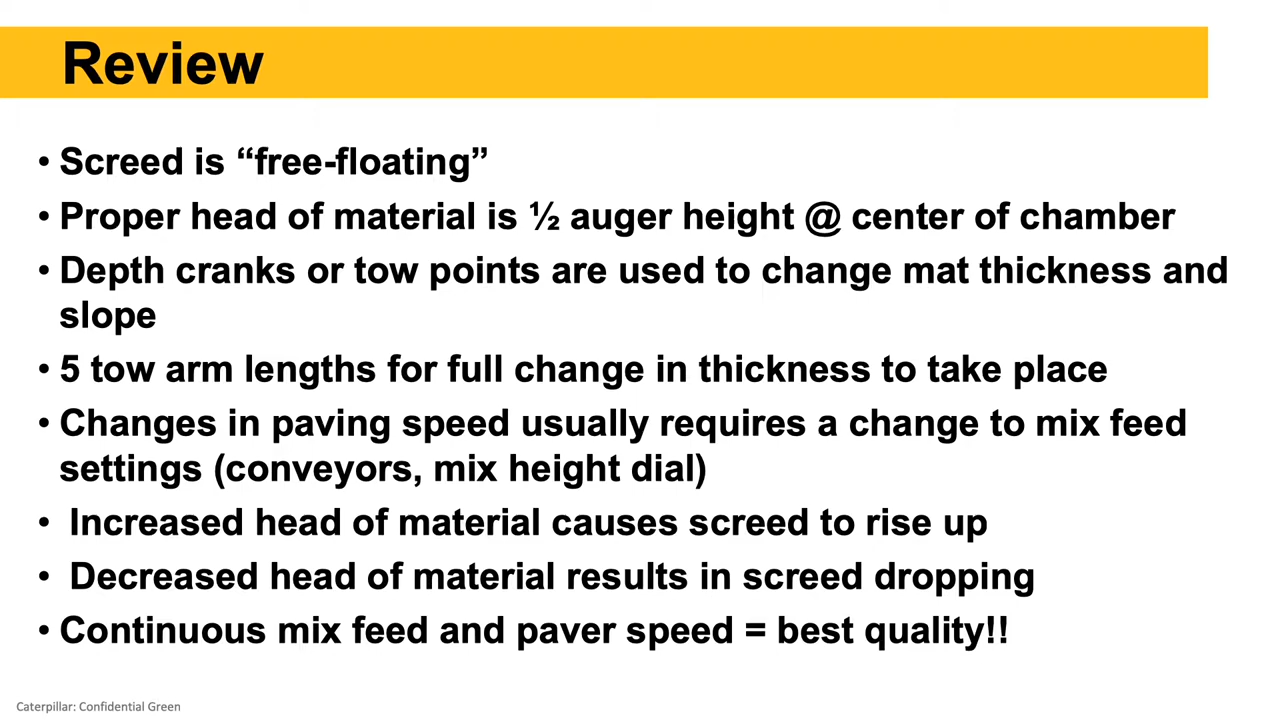 Review
• Screed is “free-floating”
• Proper head of material is ½ auger height @ center of chamber
• Depth cranks or tow points are used to change mat thickness and
slope
• 5 tow arm lengths for full change in thickness to take place
• Changes in paving speed usually requires a change to mix feed
settings (conveyors, mix height dial)
• Increased head of material causes screed to rise up
• Decreased head of material results in screed dropping
• Continuous mix feed and paver speed = best quality!!
Caterpillar: Confidential Green